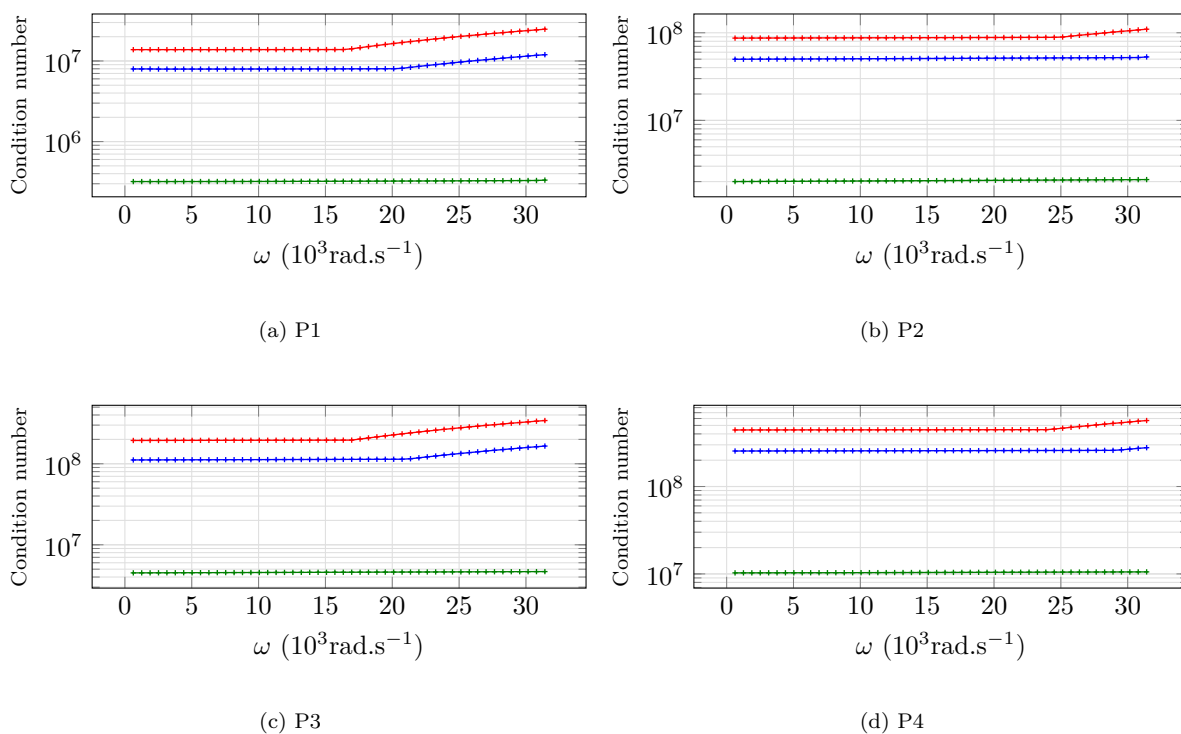 Condition number
10^7
10^6
0 5 10 15 20 25 30
ω (10^3rad.s^−1)
(a) P1
Condition number
10^8
10^7
0 5 10 15 20 25 30
ω (10^3rad.s^−1)
(b) P2
Condition number
10^8
10^7
0 5 10 15 20 25 30
ω (10^3rad.s^−1)
(c) P3
Condition number
10^8
10^7
0 5 10 15 20 25 30
ω (10^3rad.s^−1)
(d) P4